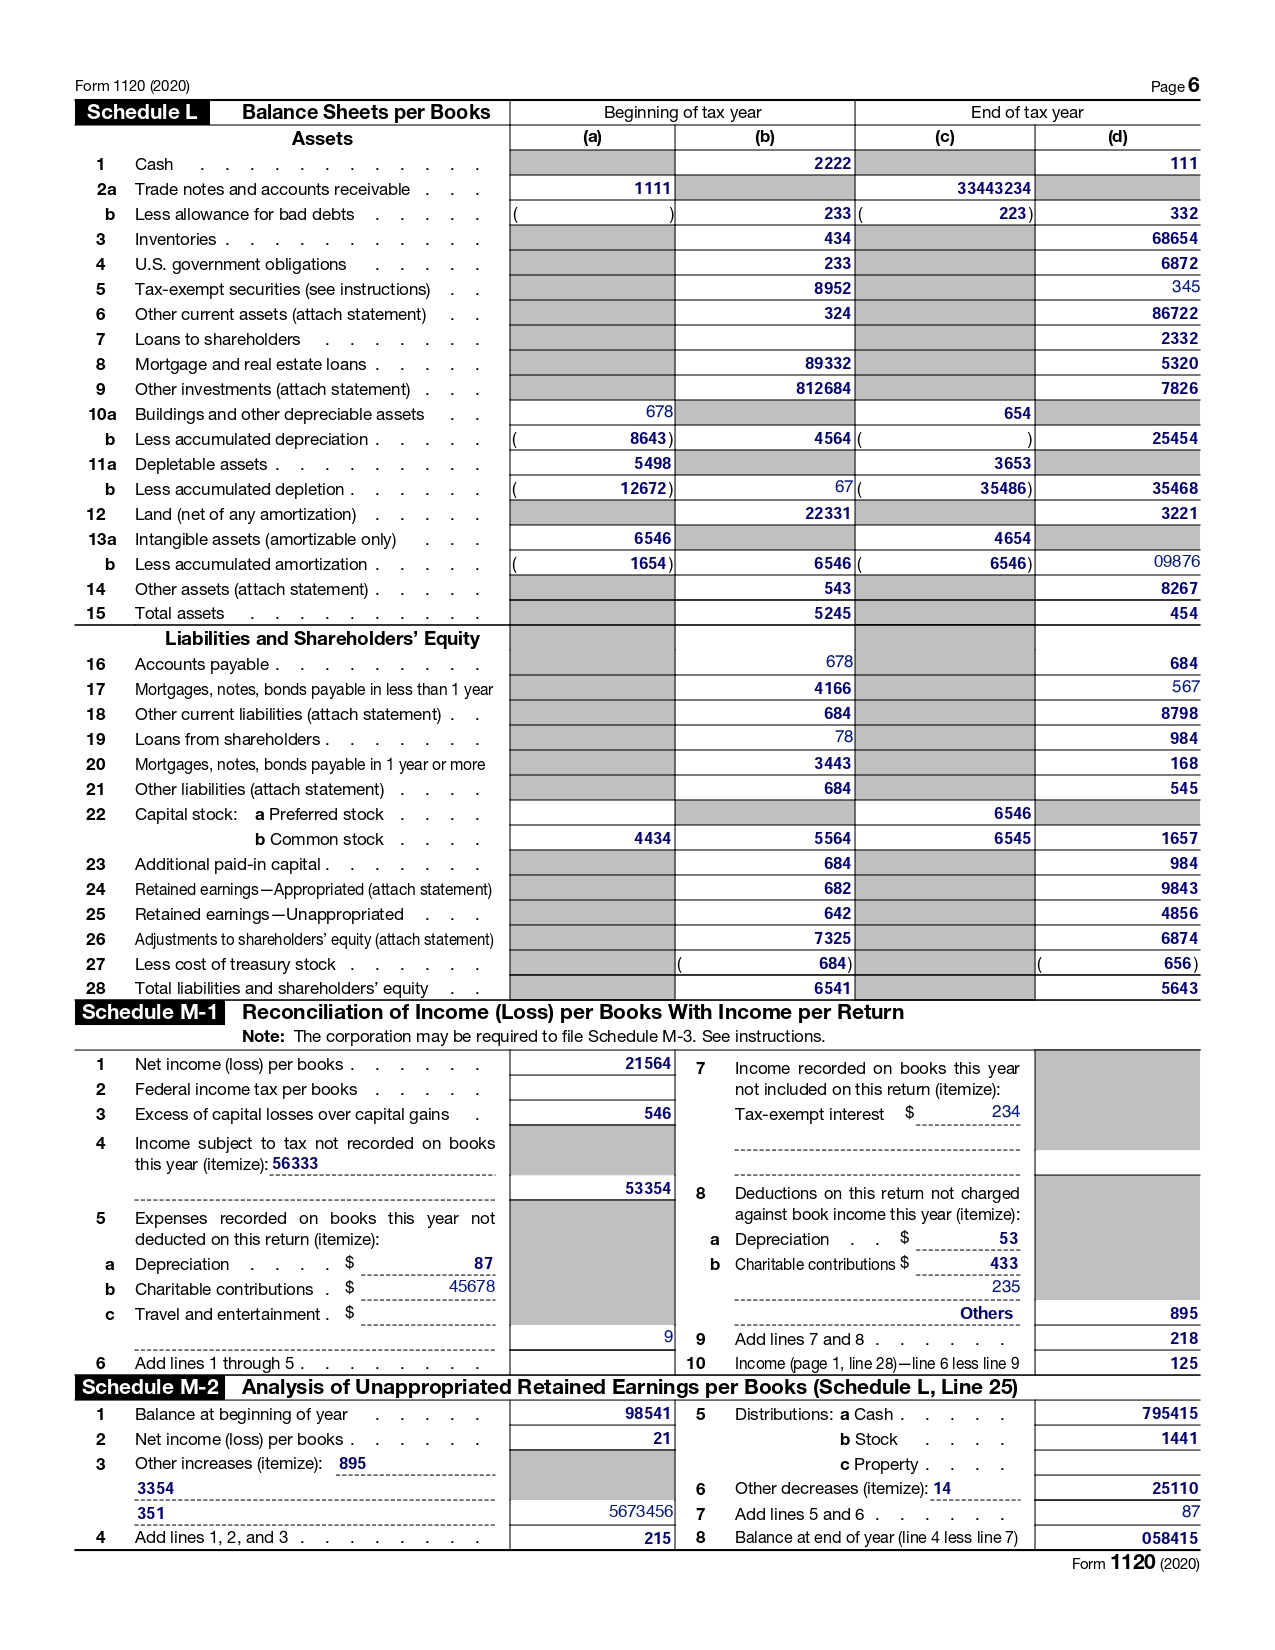 Form 1120 (2020) Page 6
Schedule L Balance Sheets per Books Beginning of tax year End of tax year
Assets (a) (b) (c) (d)
1 Cash . . . . . . . . . . . . 2222 111
2a Trade notes and accounts receivable . . . 1111 33443234
b Less allowance for bad debts . . . . . ( ) 233 ( 223 ) 332
3 Inventories . . . . . . . . . . . 434 68654
4 U.S. government obligations . . . . . 233 6872
5 Tax-exempt securities (see instructions) . . 8952 345
6 Other current assets (attach statement) . . 324 86722
7 Loans to shareholders . . . . . . . 2332
8 Mortgage and real estate loans . . . . . 89332 5320
9 Other investments (attach statement) . . . 812684 7826
10a Buildings and other depreciable assets . . 678 654
b Less accumulated depreciation . . . . . ( 8643 ) 4564 ( ) 25454
11a Depletable assets . . . . . . . . . 5498 3653
b Less accumulated depletion . . . . . . ( 12672 ) 67 ( 35486 ) 35468
12 Land (net of any amortization) . . . . . 22331 3221
13a Intangible assets (amortizable only) . . . 6546 4654
b Less accumulated amortization . . . . . ( 1654 ) 6546 ( 6546 ) 09876
14 Other assets (attach statement) . . . . . 543 8267
15 Total assets . . . . . . . . . . 5245 454
Liabilities and Shareholders’ Equity
16 Accounts payable . . . . . . . . . 678 684
17 Mortgages, notes, bonds payable in less than 1 year 4166 567
18 Other current liabilities (attach statement) . . 684 8798
19 Loans from shareholders . . . . . . . 78 984
20 Mortgages, notes, bonds payable in 1 year or more 3443 168
21 Other liabilities (attach statement) . . . . 684 545
22 Capital stock: a Preferred stock . . . . 6546
b Common stock . . . . 4434 5564 6545 1657
23 Additional paid-in capital . . . . . . . 684 984
24 Retained earnings—Appropriated (attach statement) 682 9843
25 Retained earnings—Unappropriated . . . 642 4856
26 Adjustments to shareholders’ equity (attach statement) 7325 6874
27 Less cost of treasury stock . . . . . . ( 684 ) ( 656 )
28 Total liabilities and shareholders’ equity . . 6541 5643
Schedule M-1 Reconciliation of Income (Loss) per Books With Income per Return
Note: The corporation may be required to file Schedule M-3. See instructions.
1 Net income (loss) per books . . . . . . 21564
2 Federal income tax per books . . . . .
3 Excess of capital losses over capital gains . 546
4 Income subject to tax not recorded on books
this year (itemize): 56333
53354
5 Expenses recorded on books this year not
deducted on this return (itemize):
a Depreciation . . . . $ 87
b Charitable contributions . $ 45678
c Travel and entertainment . $
9
6 Add lines 1 through 5 . . . . . . . .
7 Income recorded on books this year
not included on this return (itemize):
Tax-exempt interest $ 234
8 Deductions on this return not charged
against book income this year (itemize):
a Depreciation . . $ 53
b Charitable contributions $ 433
235
Others 895
9 Add lines 7 and 8 . . . . . . 218
10 Income (page 1, line 28)—line 6 less line 9 125
Schedule M-2 Analysis of Unappropriated Retained Earnings per Books (Schedule L, Line 25)
1 Balance at beginning of year . . . . . 98541
2 Net income (loss) per books . . . . . . 21
3 Other increases (itemize): 895
3354
351 5673456
4 Add lines 1, 2, and 3 . . . . . . . . 215
5 Distributions: a Cash . . . . . 795415
b Stock . . . . 1441
c Property . . . .
6 Other decreases (itemize): 14 25110
7 Add lines 5 and 6 . . . . . . 87
8 Balance at end of year (line 4 less line 7) 058415
Form 1120 (2020)